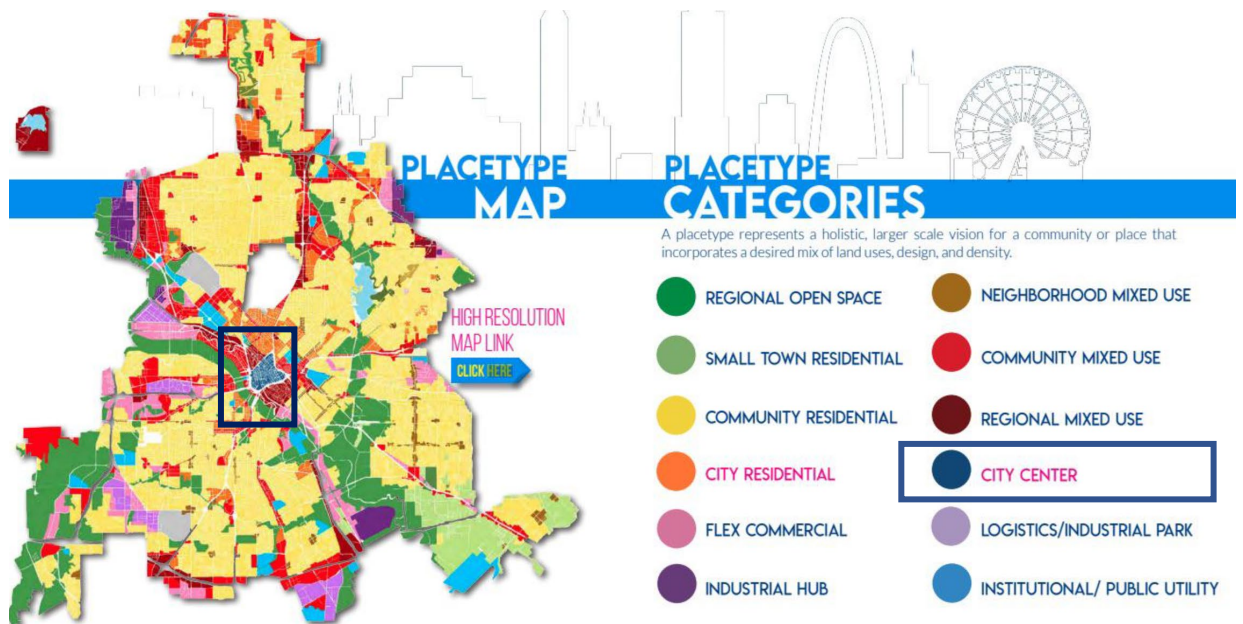 PLACETYPE
MAP
HIGH RESOLUTION
MAP LINK
CLICK HERE
PLACETYPE
CATEGORIES
A placetype represents a holistic, larger scale vision for a community or place that
incorporates a desired mix of land uses, design, and density.
REGIONAL OPEN SPACE
SMALL TOWN RESIDENTIAL
COMMUNITY RESIDENTIAL
CITY RESIDENTIAL
FLEX COMMERCIAL
INDUSTRIAL HUB
NEIGHBORHOOD MIXED USE
COMMUNITY MIXED USE
REGIONAL MIXED USE
CITY CENTER
LOGISTICS/INDUSTRIAL PARK
INSTITUTIONAL/ PUBLIC UTILITY